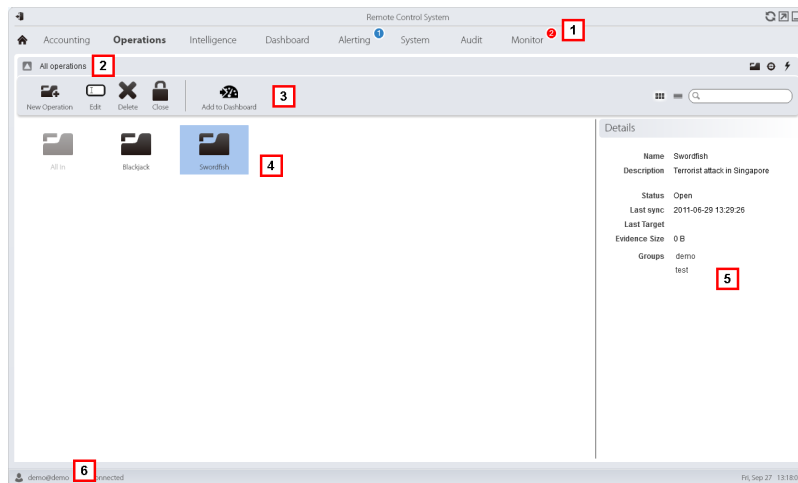 Remote Control System
Accounting Operations Intelligence Dashboard Alerting 1 System Audit Monitor 2 1
All operations 2
New Operation Edit Delete Close Add to Dashboard 3
Details
All In Blackjack Swordfish 4
Name Swordfish
Description Terrorist attack in Singapore
Status Open
Last sync 2011-06-29 13:29:26
Last Target
Evidence Size 0 B
Groups demo
test
5
demo@demo 6 Fri, Sep 27